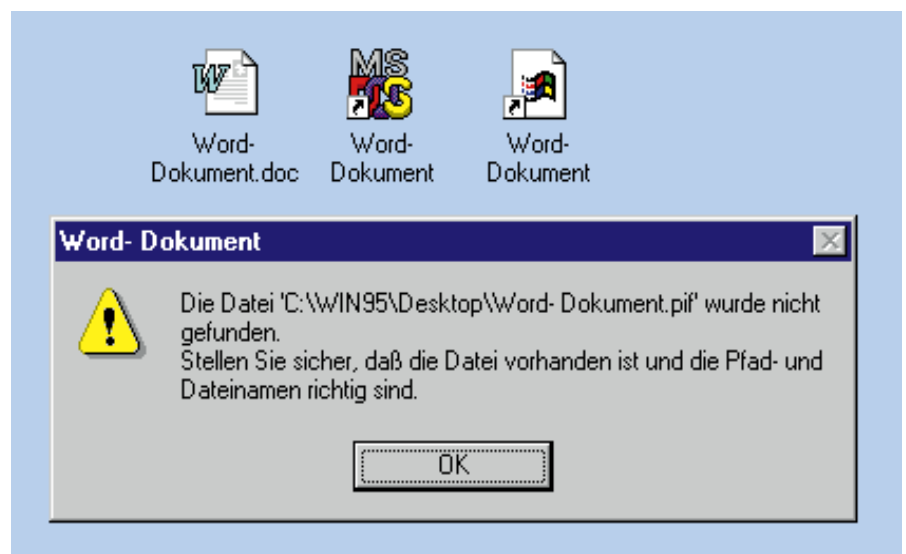 MS
DOS
Word-
Dokument.doc
Word-
Dokument
Word-
Dokument
Word- Dokument
Die Datei 'C:\WIN95\Desktop\Word- Dokument.pif' wurde nicht
gefunden.
Stellen Sie sicher, daß die Datei vorhanden ist und die Pfad- und
Dateinamen richtig sind.
OK